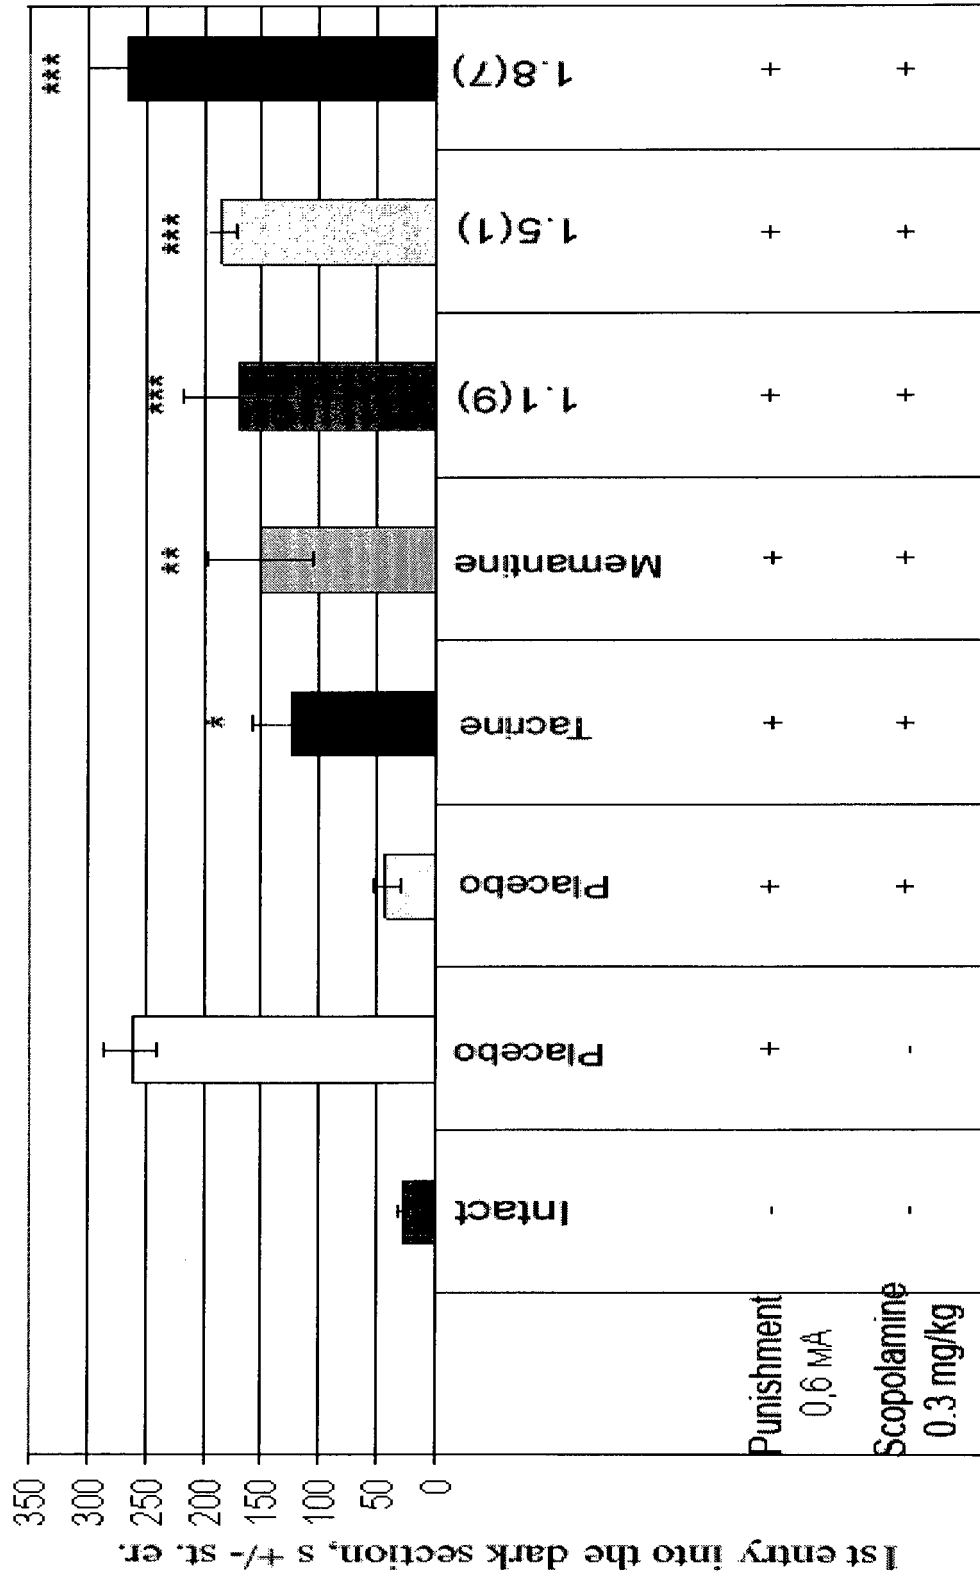 1st entry into the dark section, s +/- st. er.
350
300
250
200
150
100
50
0
*
**
***
***
***
Intact
Placebo
Placebo
Tacrine
Memantine
1.1(9)
1.5(1)
1.8(7)
Punishment
0,6 мА
- + + + + + + +
Scopolamine
0.3 mg/kg
- - + + + + + +